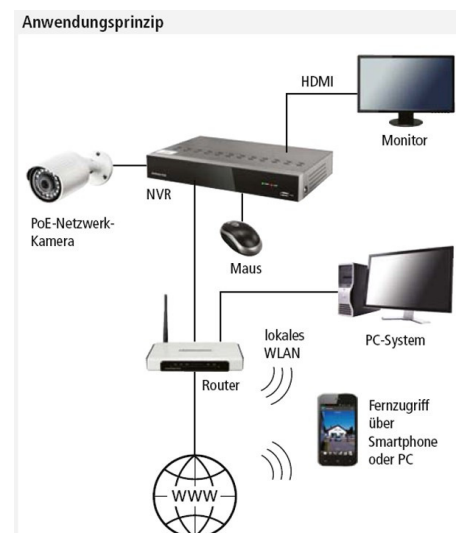 Anwendungsprinzip
HDMI
Monitor
NVR
PoE-Netzwerk-
Kamera
Maus
PC-System
lokales
WLAN
Router
Fernzugriff
über
Smartphone
oder PC
WWW